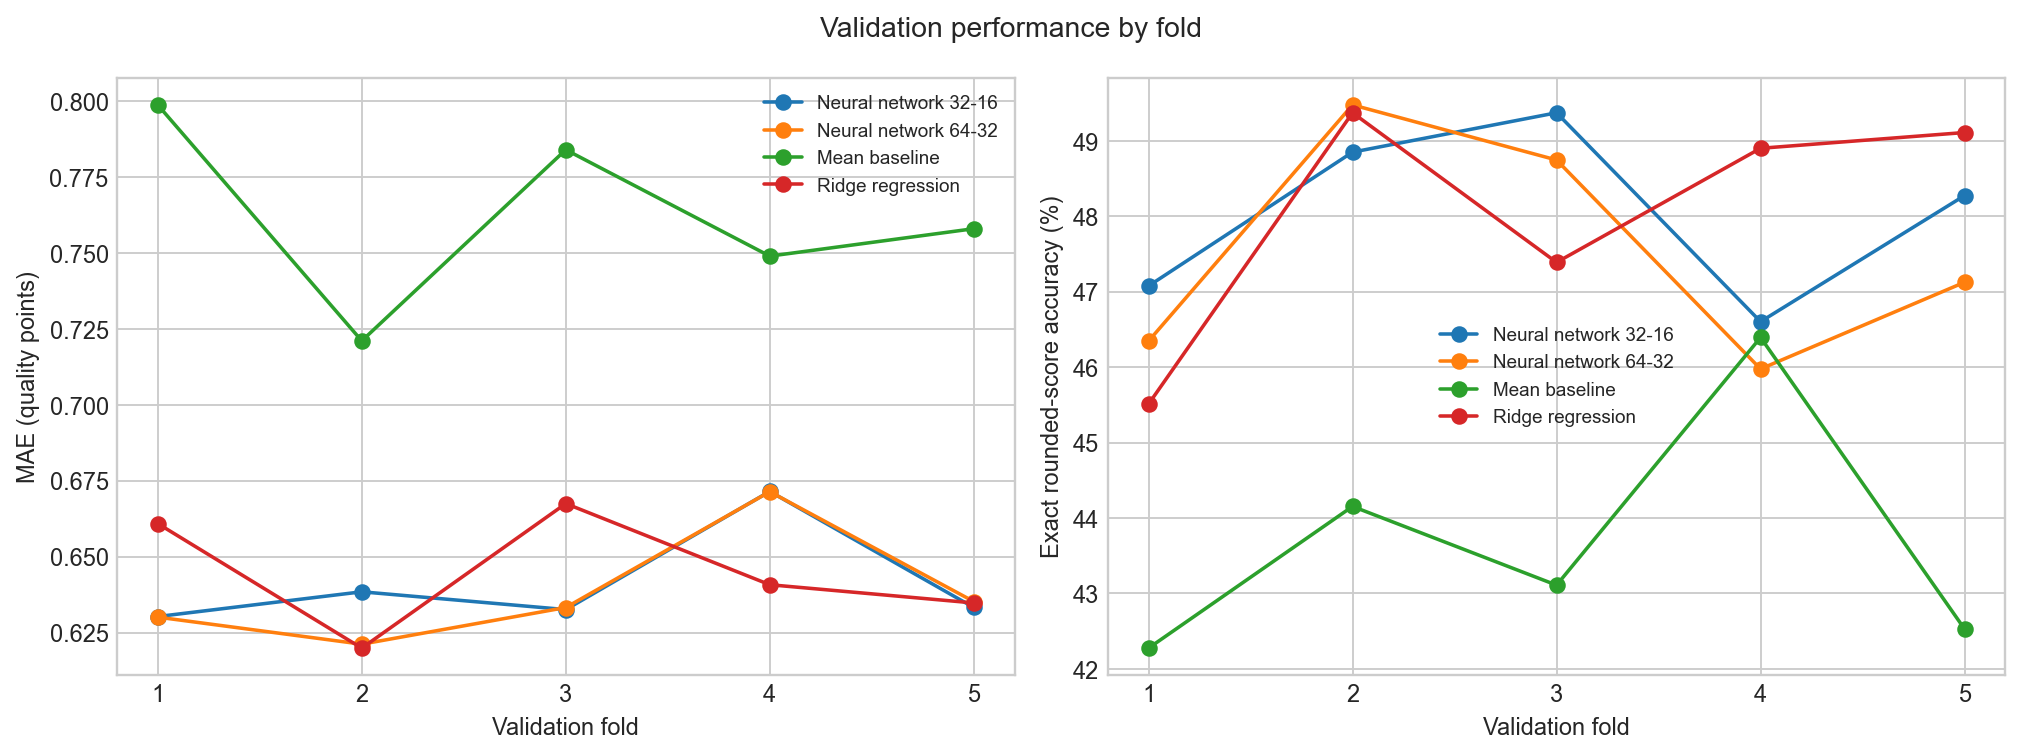 Validation performance by fold
MAE (quality points)
0.800
0.775
0.750
0.725
0.700
0.675
0.650
0.625
1 2 3 4 5
Validation fold
Neural network 32-16
Neural network 64-32
Mean baseline
Ridge regression
Exact rounded-score accuracy (%)
49
48
47
46
45
44
43
42
1 2 3 4 5
Validation fold
Neural network 32-16
Neural network 64-32
Mean baseline
Ridge regression